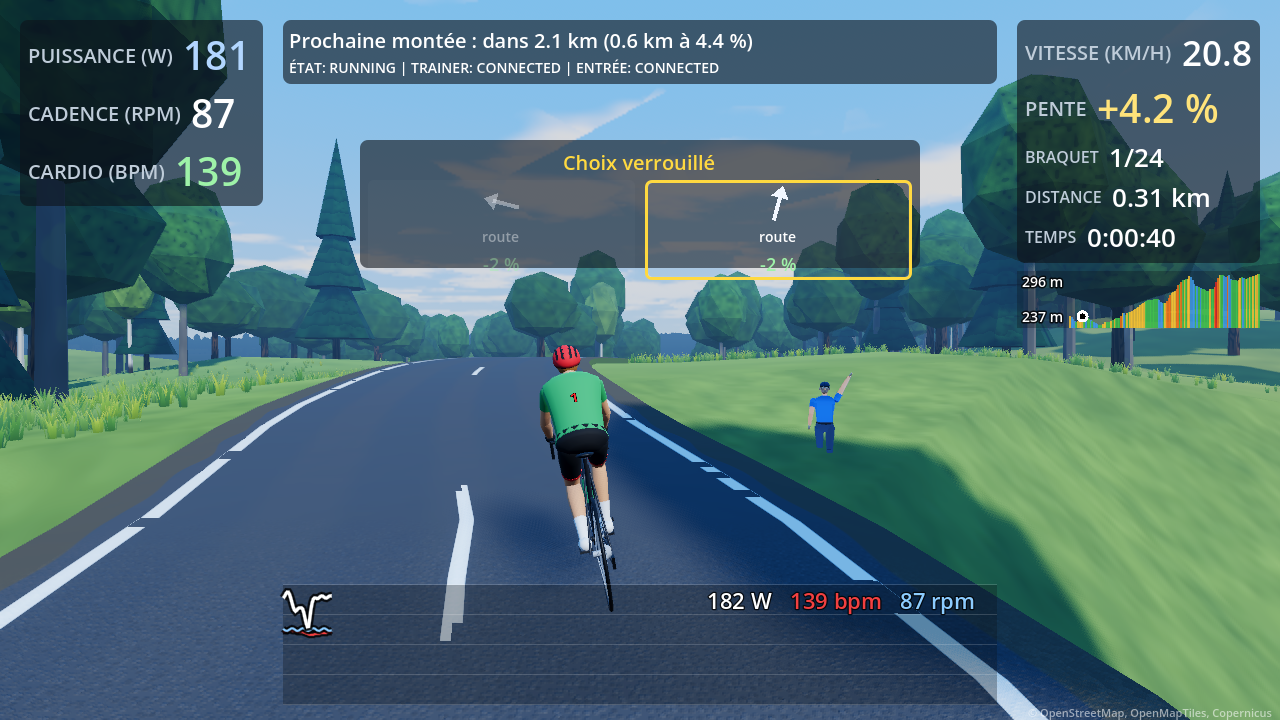 PUISSANCE (W) 181
CADENCE (RPM) 87
CARDIO (BPM) 139
Prochaine montée : dans 2.1 km (0.6 km à 4.4 %)
ÉTAT: RUNNING | TRAINER: CONNECTED | ENTRÉE: CONNECTED
VITESSE (KM/H) 20.8
PENTE +4.2 %
BRAQUET 1/24
DISTANCE 0.31 km
TEMPS 0:00:40
296 m
237 m
Choix verrouillé
route
-2 %
route
-2 %
182 W 139 bpm 87 rpm
© OpenStreetMap, OpenMapTiles, Copernicus